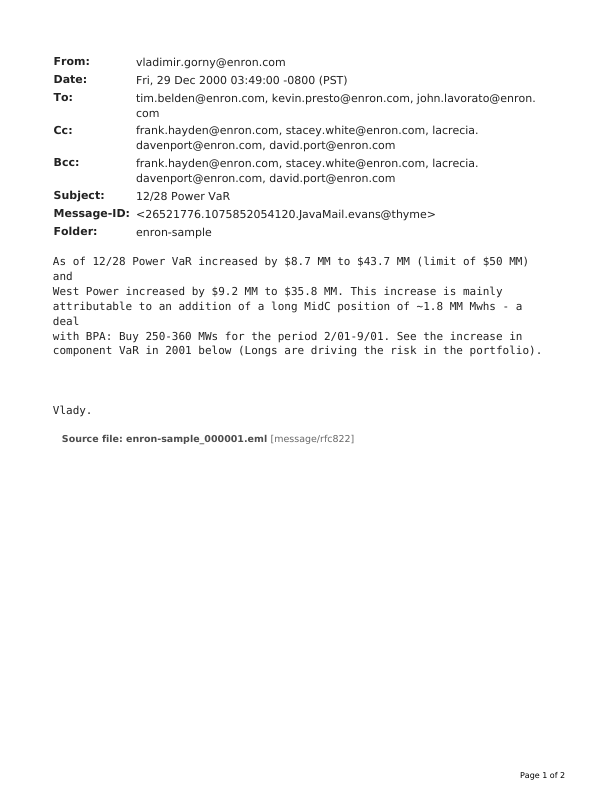 From: vladimir.gorny@enron.com
Date: Fri, 29 Dec 2000 03:49:00 -0800 (PST)
To: tim.belden@enron.com, kevin.presto@enron.com, john.lavorato@enron.
com
Cc: frank.hayden@enron.com, stacey.white@enron.com, lacrecia.
davenport@enron.com, david.port@enron.com
Bcc: frank.hayden@enron.com, stacey.white@enron.com, lacrecia.
davenport@enron.com, david.port@enron.com
Subject: 12/28 Power VaR
Message-ID: <26521776.1075852054120.JavaMail.evans@thyme>
Folder: enron-sample
As of 12/28 Power VaR increased by $8.7 MM to $43.7 MM (limit of $50 MM)
and
West Power increased by $9.2 MM to $35.8 MM. This increase is mainly
attributable to an addition of a long MidC position of ~1.8 MM Mwhs - a
deal
with BPA: Buy 250-360 MWs for the period 2/01-9/01. See the increase in
component VaR in 2001 below (Longs are driving the risk in the portfolio).
Vlady.
Source file: enron-sample_000001.eml [message/rfc822]
Page 1 of 2